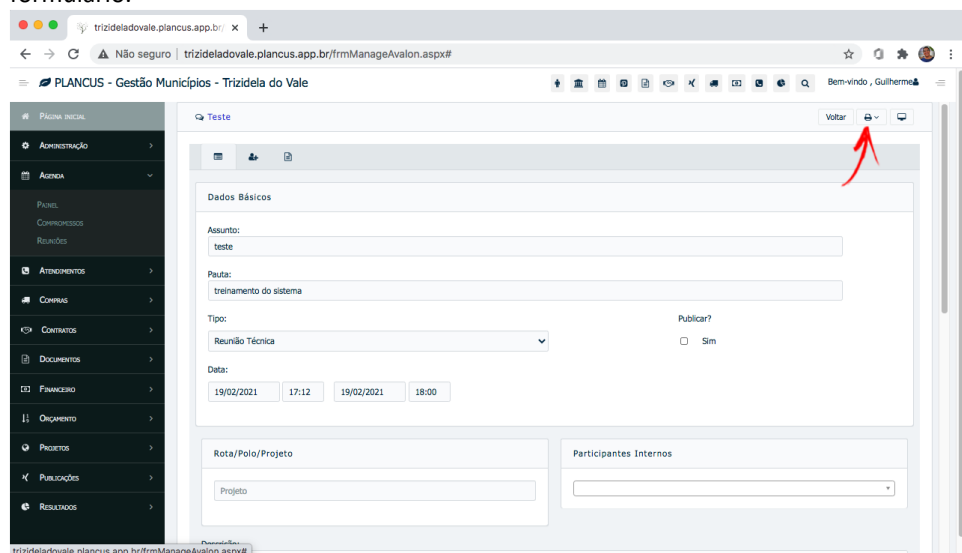 formulário.
trizideladovale.plancus.app.br/
Não seguro | trizideladovale.plancus.app.br/frmManageAvalon.aspx#
PLANCUS - Gestão Municípios - Trizidela do Vale
Bem-vindo , Guilherme
Página inicial
Teste
Voltar
Administração
Agenda
Painel
Compromissos
Reuniões
Atendimentos
Compras
Contratos
Documentos
Financeiro
Orçamento
Projetos
Publicações
Resultados
Dados Básicos
Assunto:
teste
Pauta:
treinamento do sistema
Tipo:
Publicar?
Reunião Técnica
Sim
Data:
19/02/2021 17:12 19/02/2021 18:00
Rota/Polo/Projeto
Participantes Internos
Projeto
Descrição:
trizideladovale.plancus.app.br/frmManageAvalon.aspx#